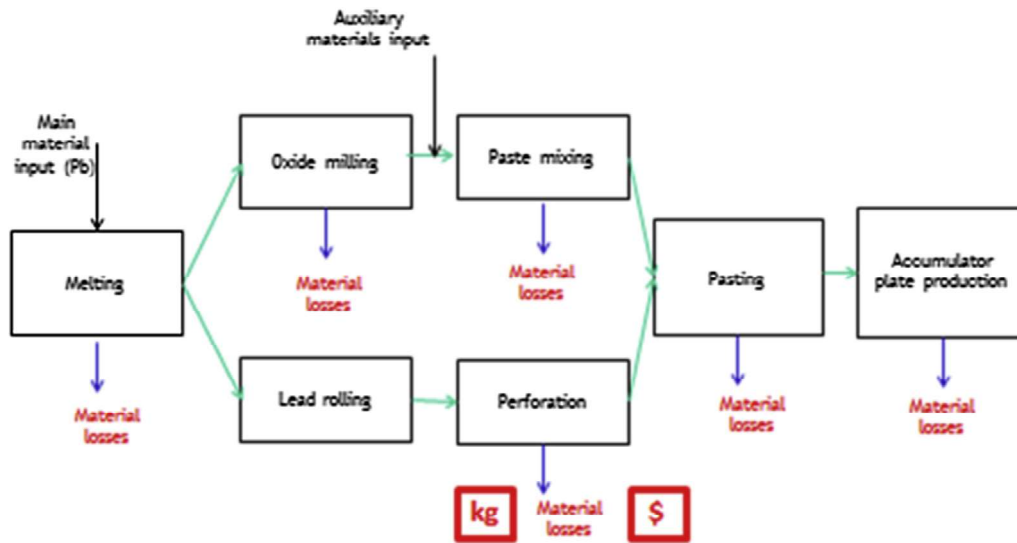 Auxiliary
materials input
Main
material
input (Pb)
Oxide milling
Paste mixing
Melting
Material
losses
Material
losses
Pasting
Accumulator
plate production
Lead rolling
Perforation
Material
losses
Material
losses
Material
losses
kg
Material
losses
$